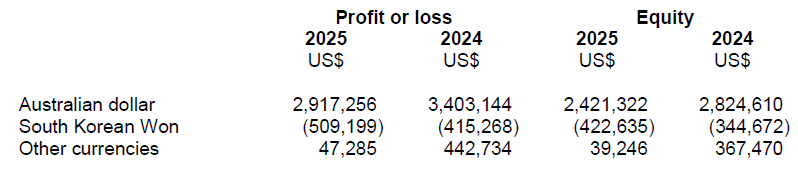 Profit or loss Equity
2025 2024 2025 2024
US$ US$ US$ US$
Australian dollar 2,917,256 3,403,144 2,421,322 2,824,610
South Korean Won (509,199) (415,268) (422,635) (344,672)
Other currencies 47,285 442,734 39,246 367,470